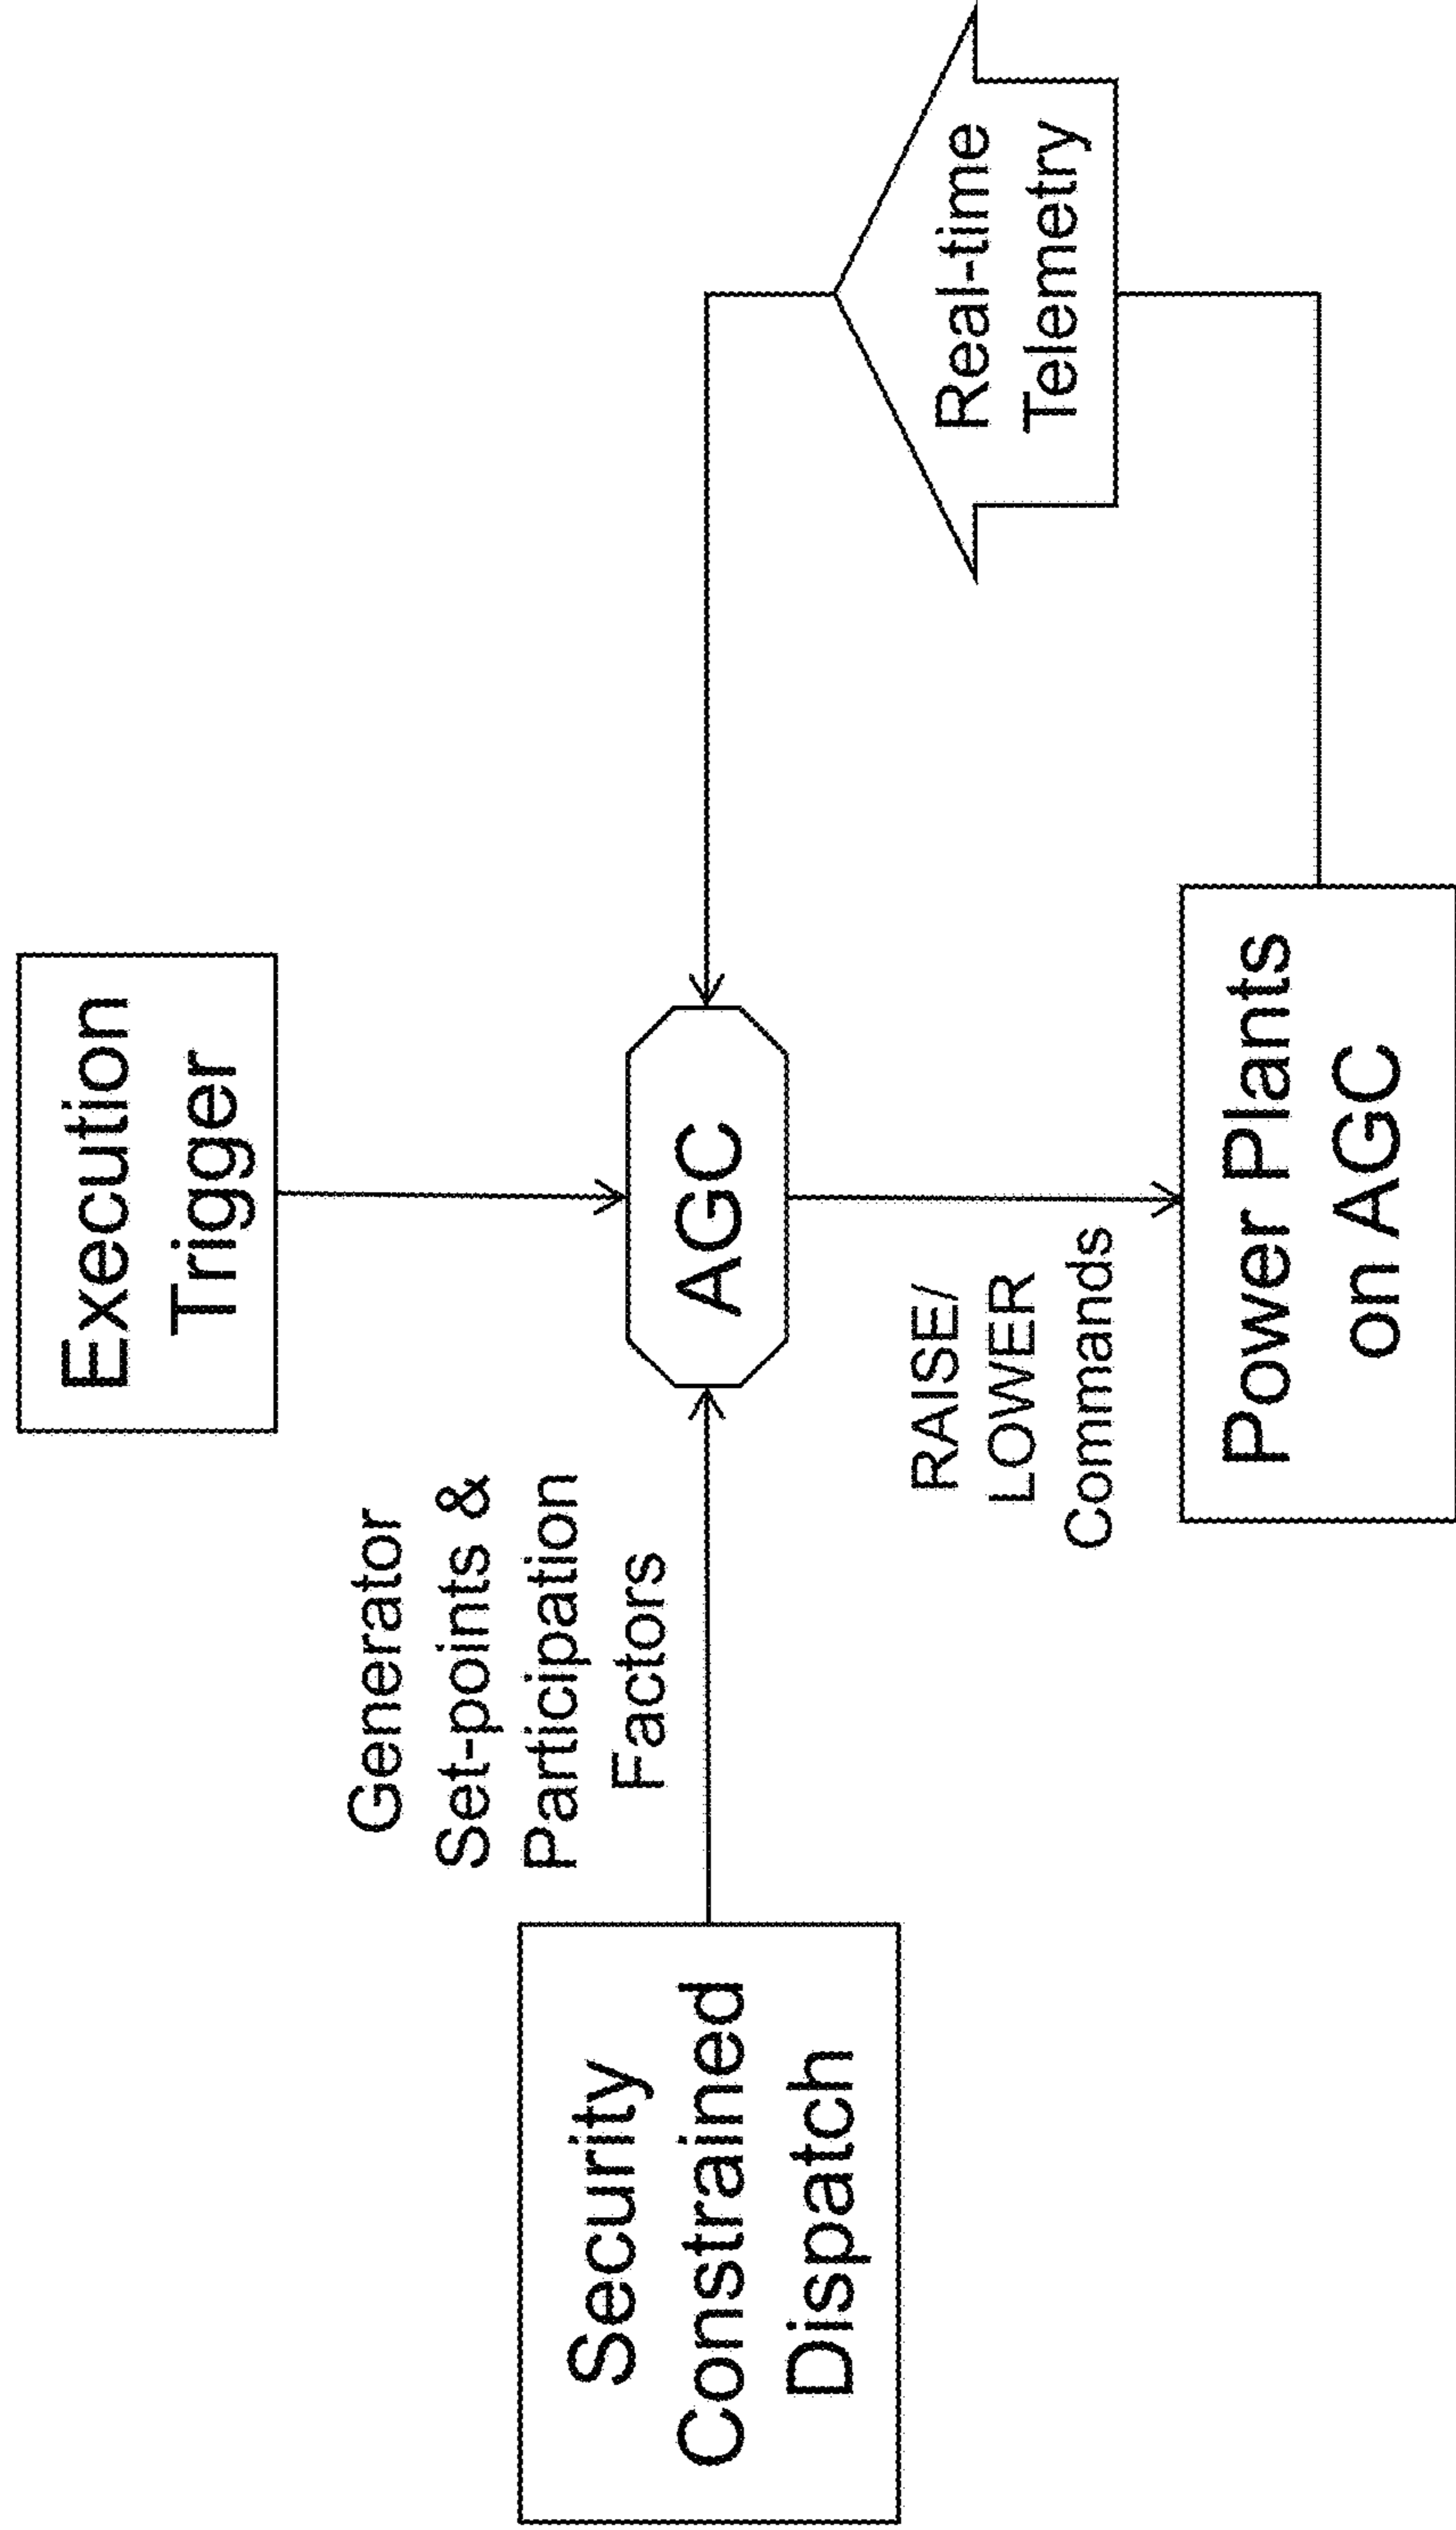 Execution
Trigger
Generator
Set-points &
Participation
Factors
Security
Constrained
Dispatch
AGC
RAISE/
LOWER
Commands
Real-time
Telemetry
Power Plants
on AGC